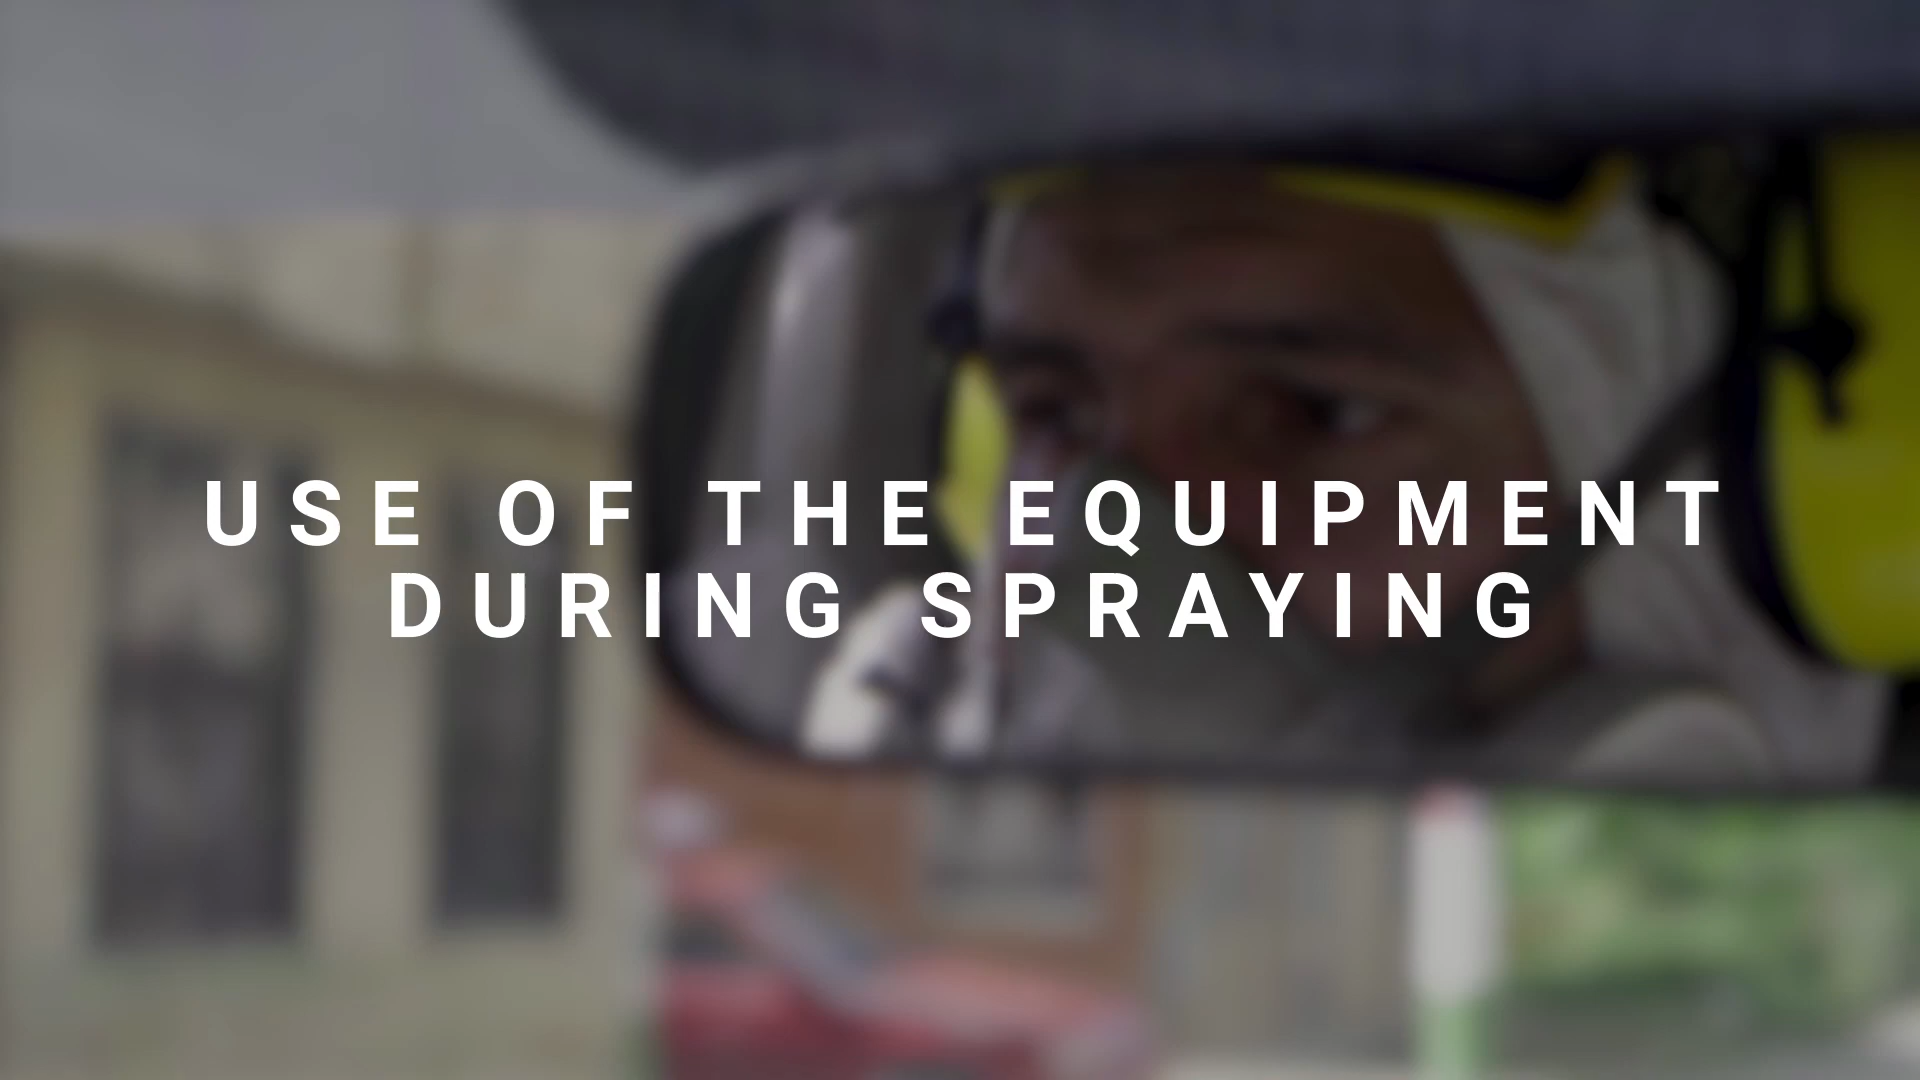 USE OF THE EQUIPMENT
DURING SPRAYING